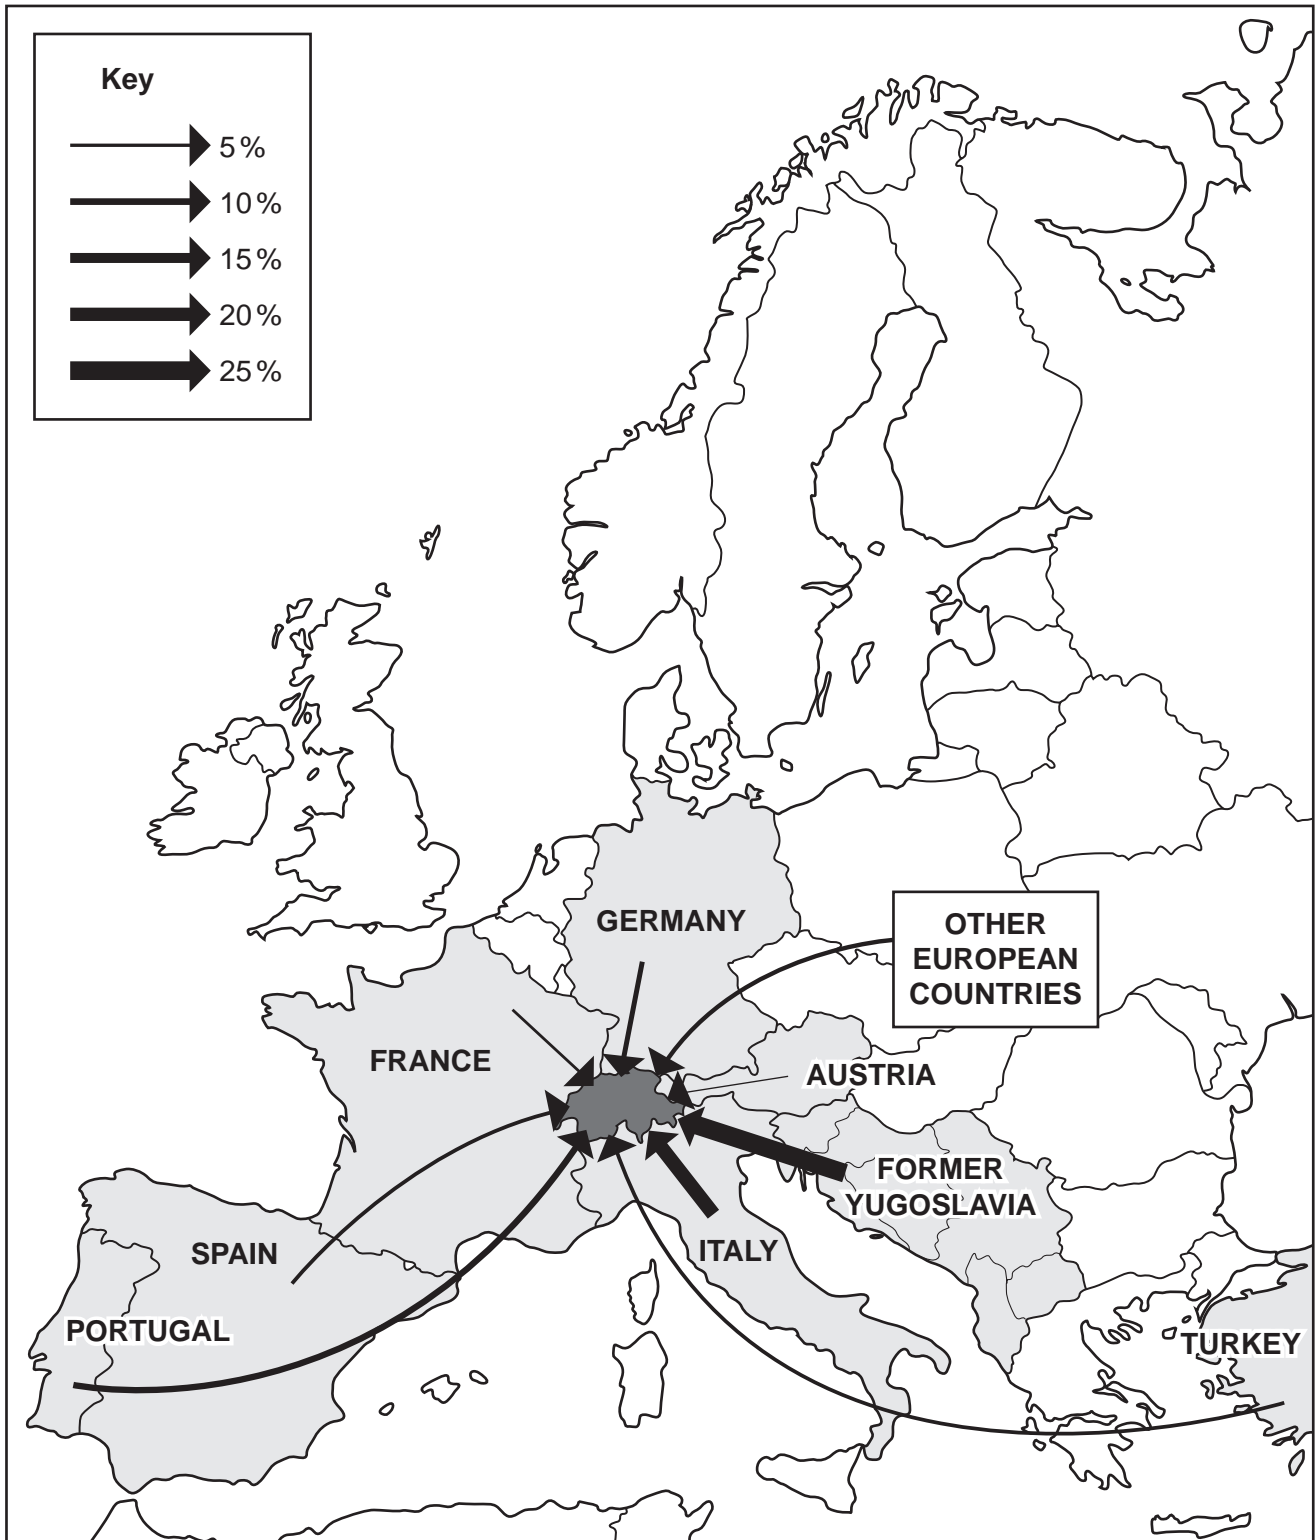 Key
5 %
10 %
15 %
20 %
25 %
GERMANY
OTHER
EUROPEAN
COUNTRIES
FRANCE
AUSTRIA
FORMER
YUGOSLAVIA
SPAIN
ITALY
PORTUGAL
TURKEY